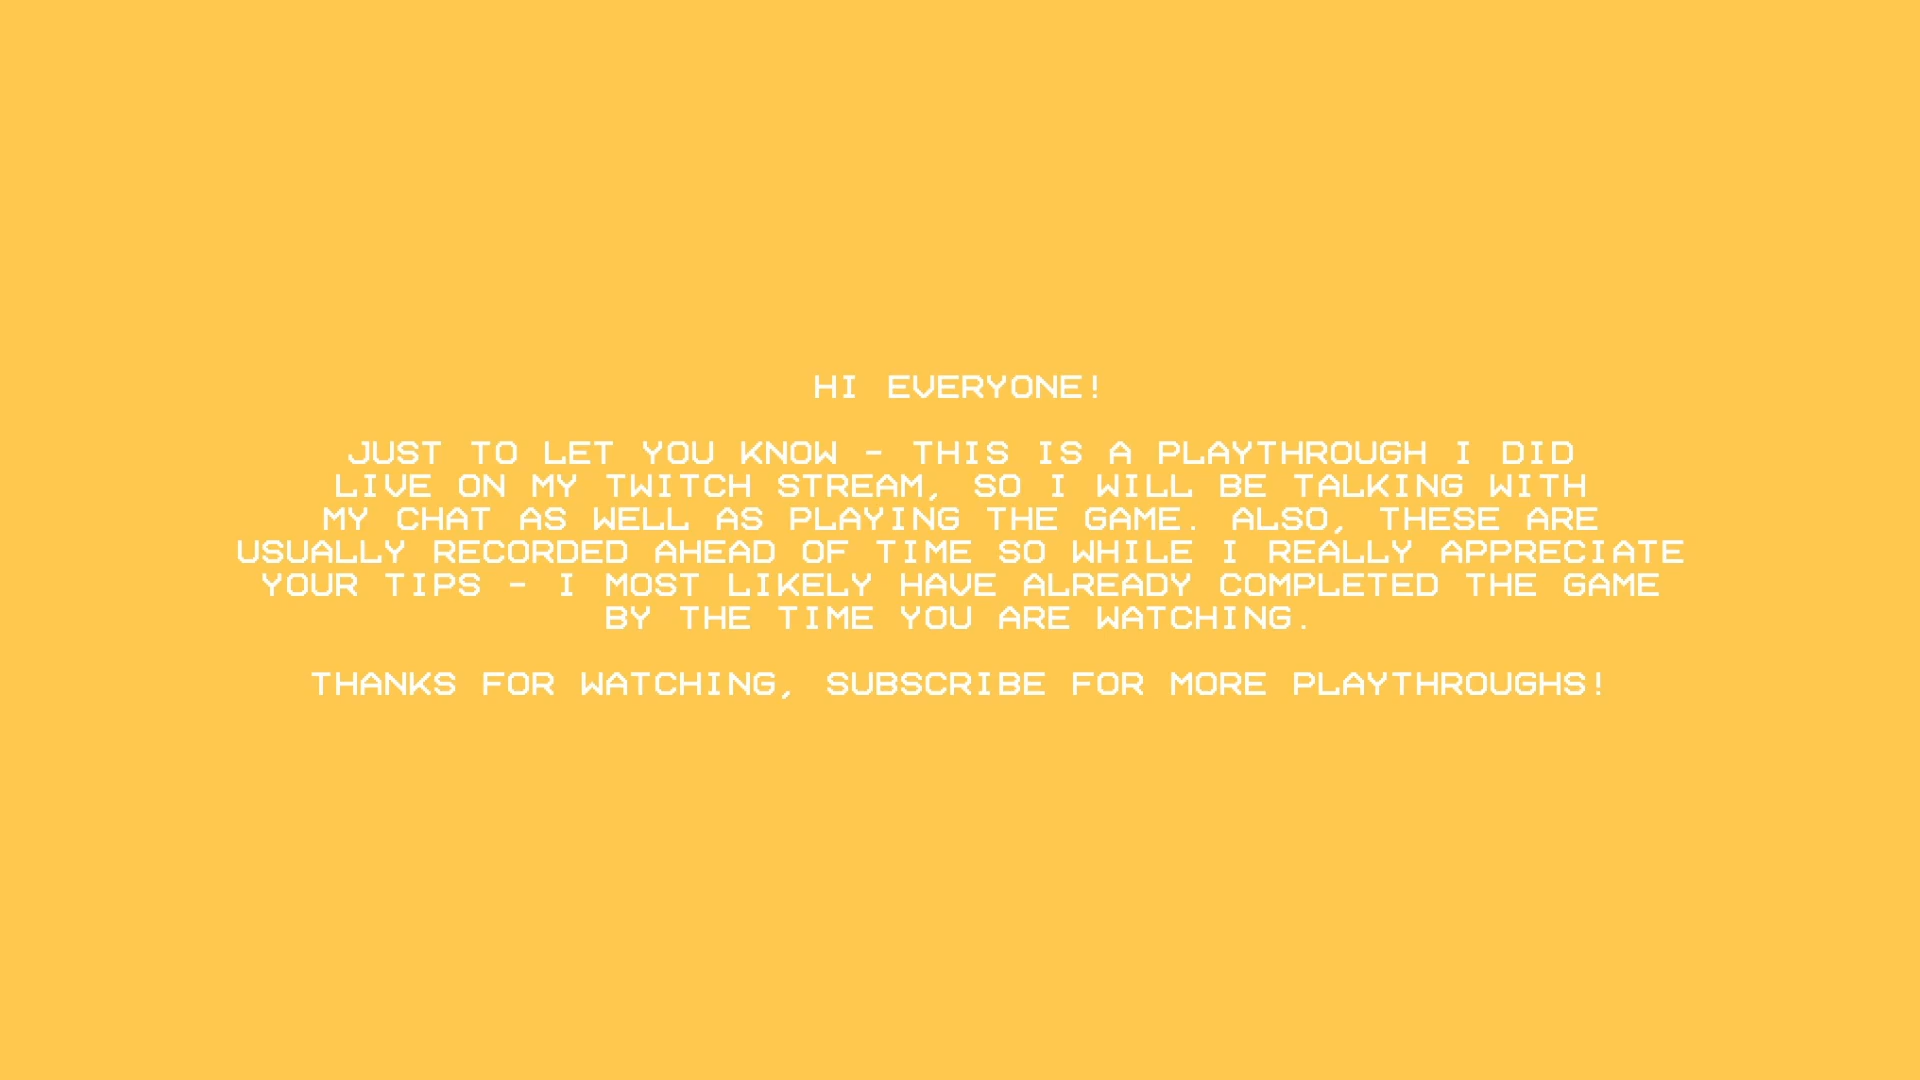 HI EVERYONE!
JUST TO LET YOU KNOW - THIS IS A PLAYTHROUGH I DID
LIVE ON MY TWITCH STREAM, SO I WILL BE TALKING WITH
MY CHAT AS WELL AS PLAYING THE GAME. ALSO, THESE ARE
USUALLY RECORDED AHEAD OF TIME SO WHILE I REALLY APPRECIATE
YOUR TIPS - I MOST LIKELY HAVE ALREADY COMPLETED THE GAME
BY THE TIME YOU ARE WATCHING.
THANKS FOR WATCHING, SUBSCRIBE FOR MORE PLAYTHROUGHS!